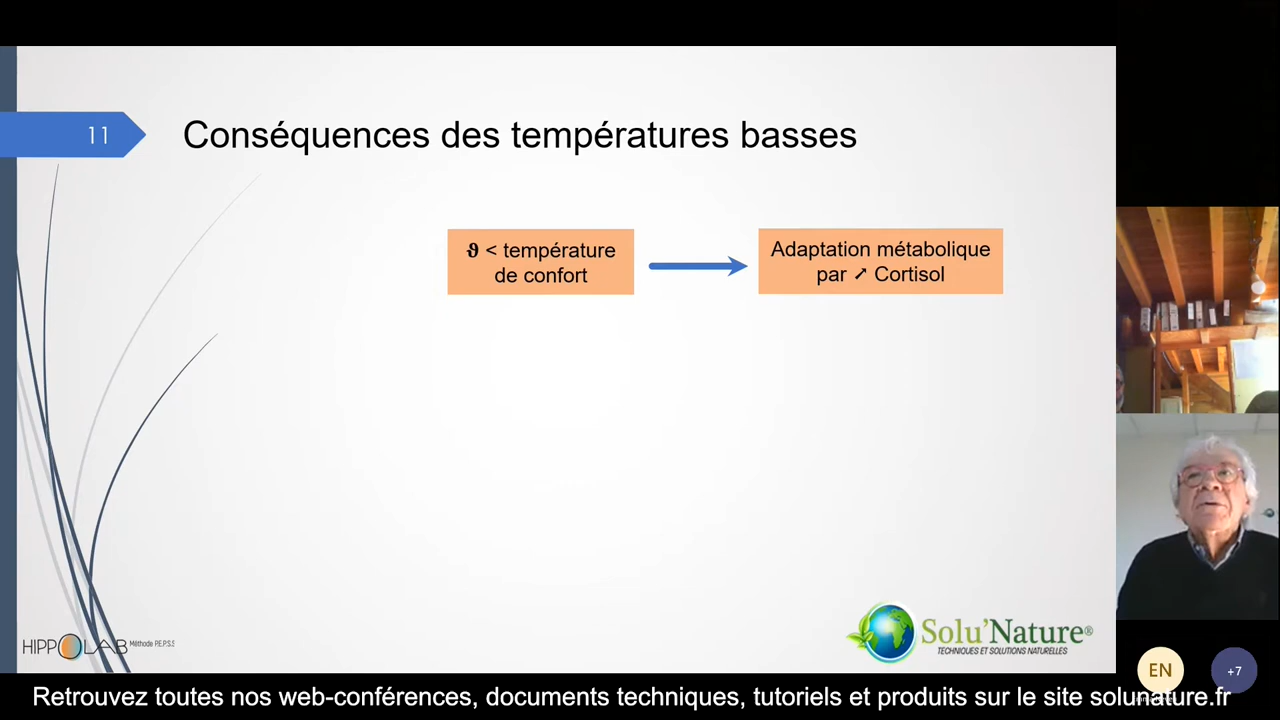 11
Conséquences des températures basses
ϑ < température
de confort
Adaptation métabolique
par ➚ Cortisol
HIPPOLAB Méthode P.E.P.S.S
Solu'Nature®
TECHNIQUES ET SOLUTIONS NATURELLES
EN
+7
Retrouvez toutes nos web-conférences, documents techniques, tutoriels et produits sur le site solunature.fr